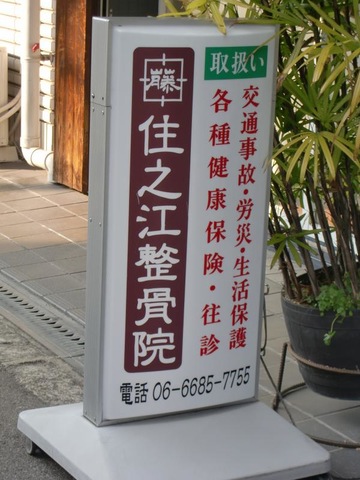 取扱い
交通事故・労災・生活保護
各種健康保険・往診
藤
住之江整骨院
電話 06-6685-7755